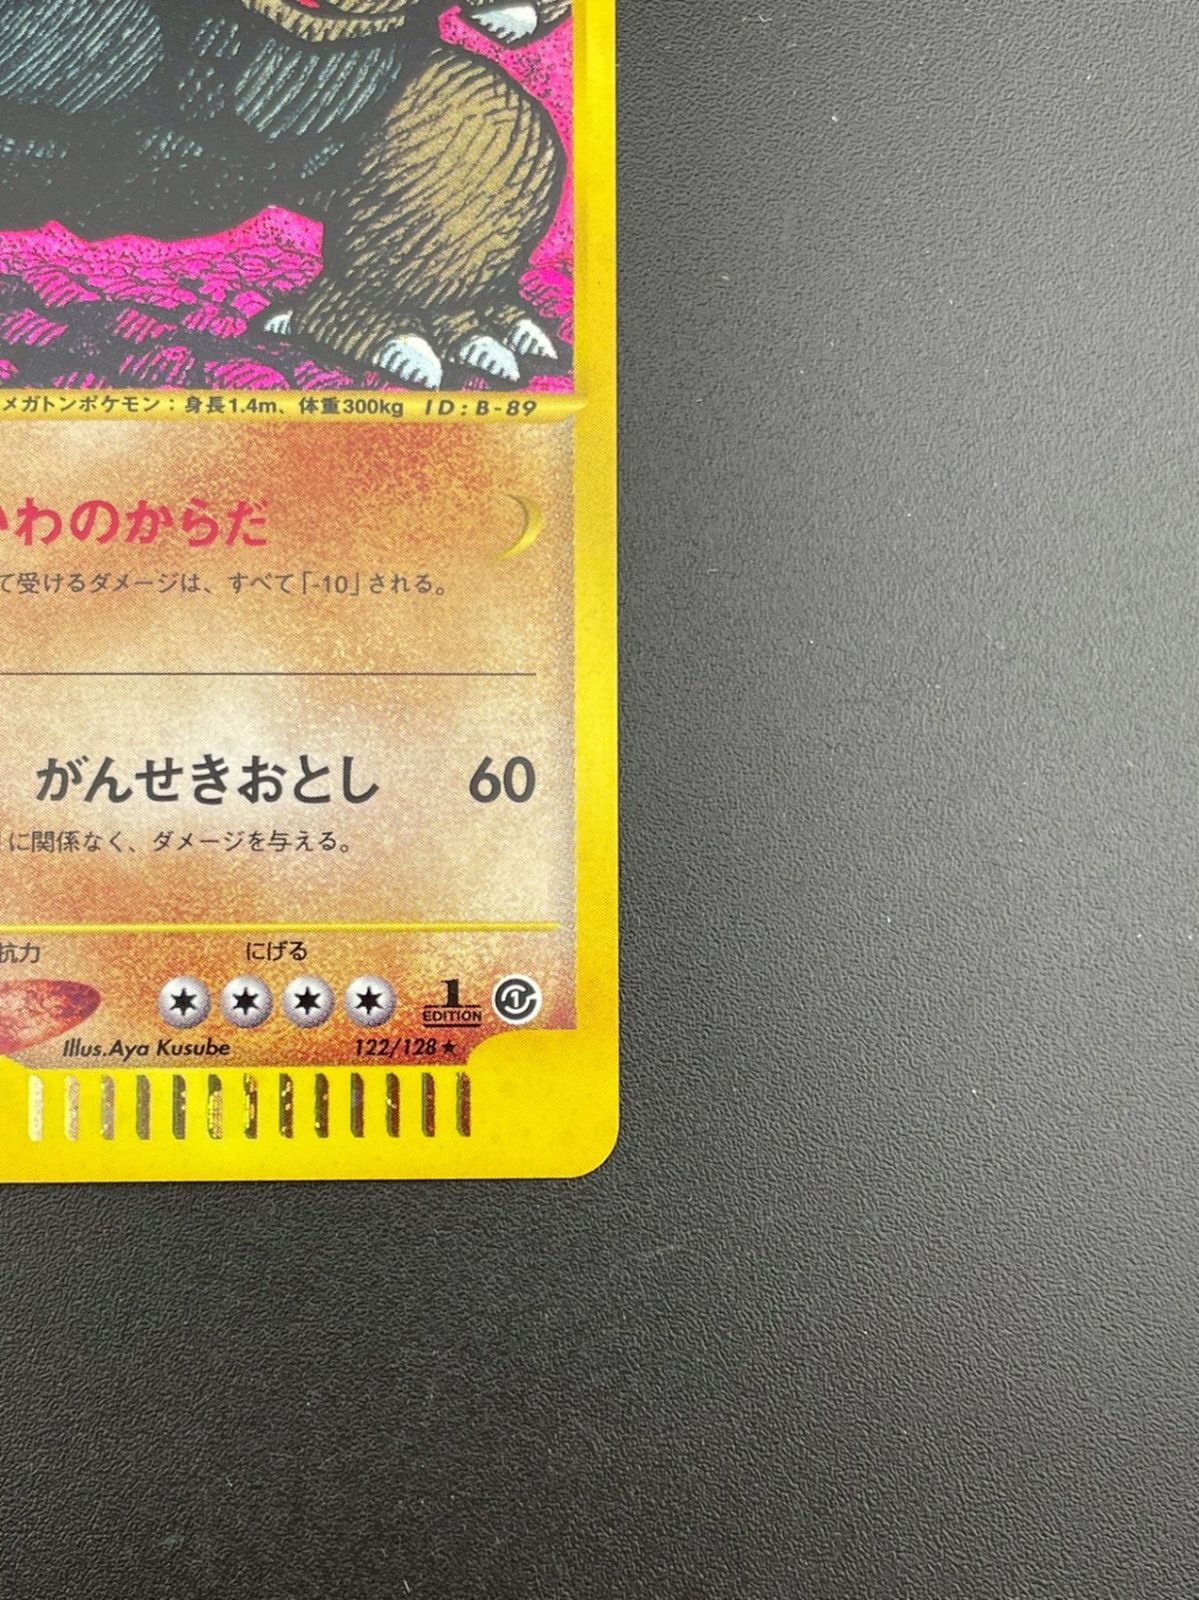 メガトンポケモン：身長1.4m、体重300kg ID：B-89
わのからだ
て受けるダメージは、すべて「-10」される。
がんせきおとし 60
に関係なく、ダメージを与える。
抗力 にげる
1 EDITION
Illus.Aya Kusube 122/128★